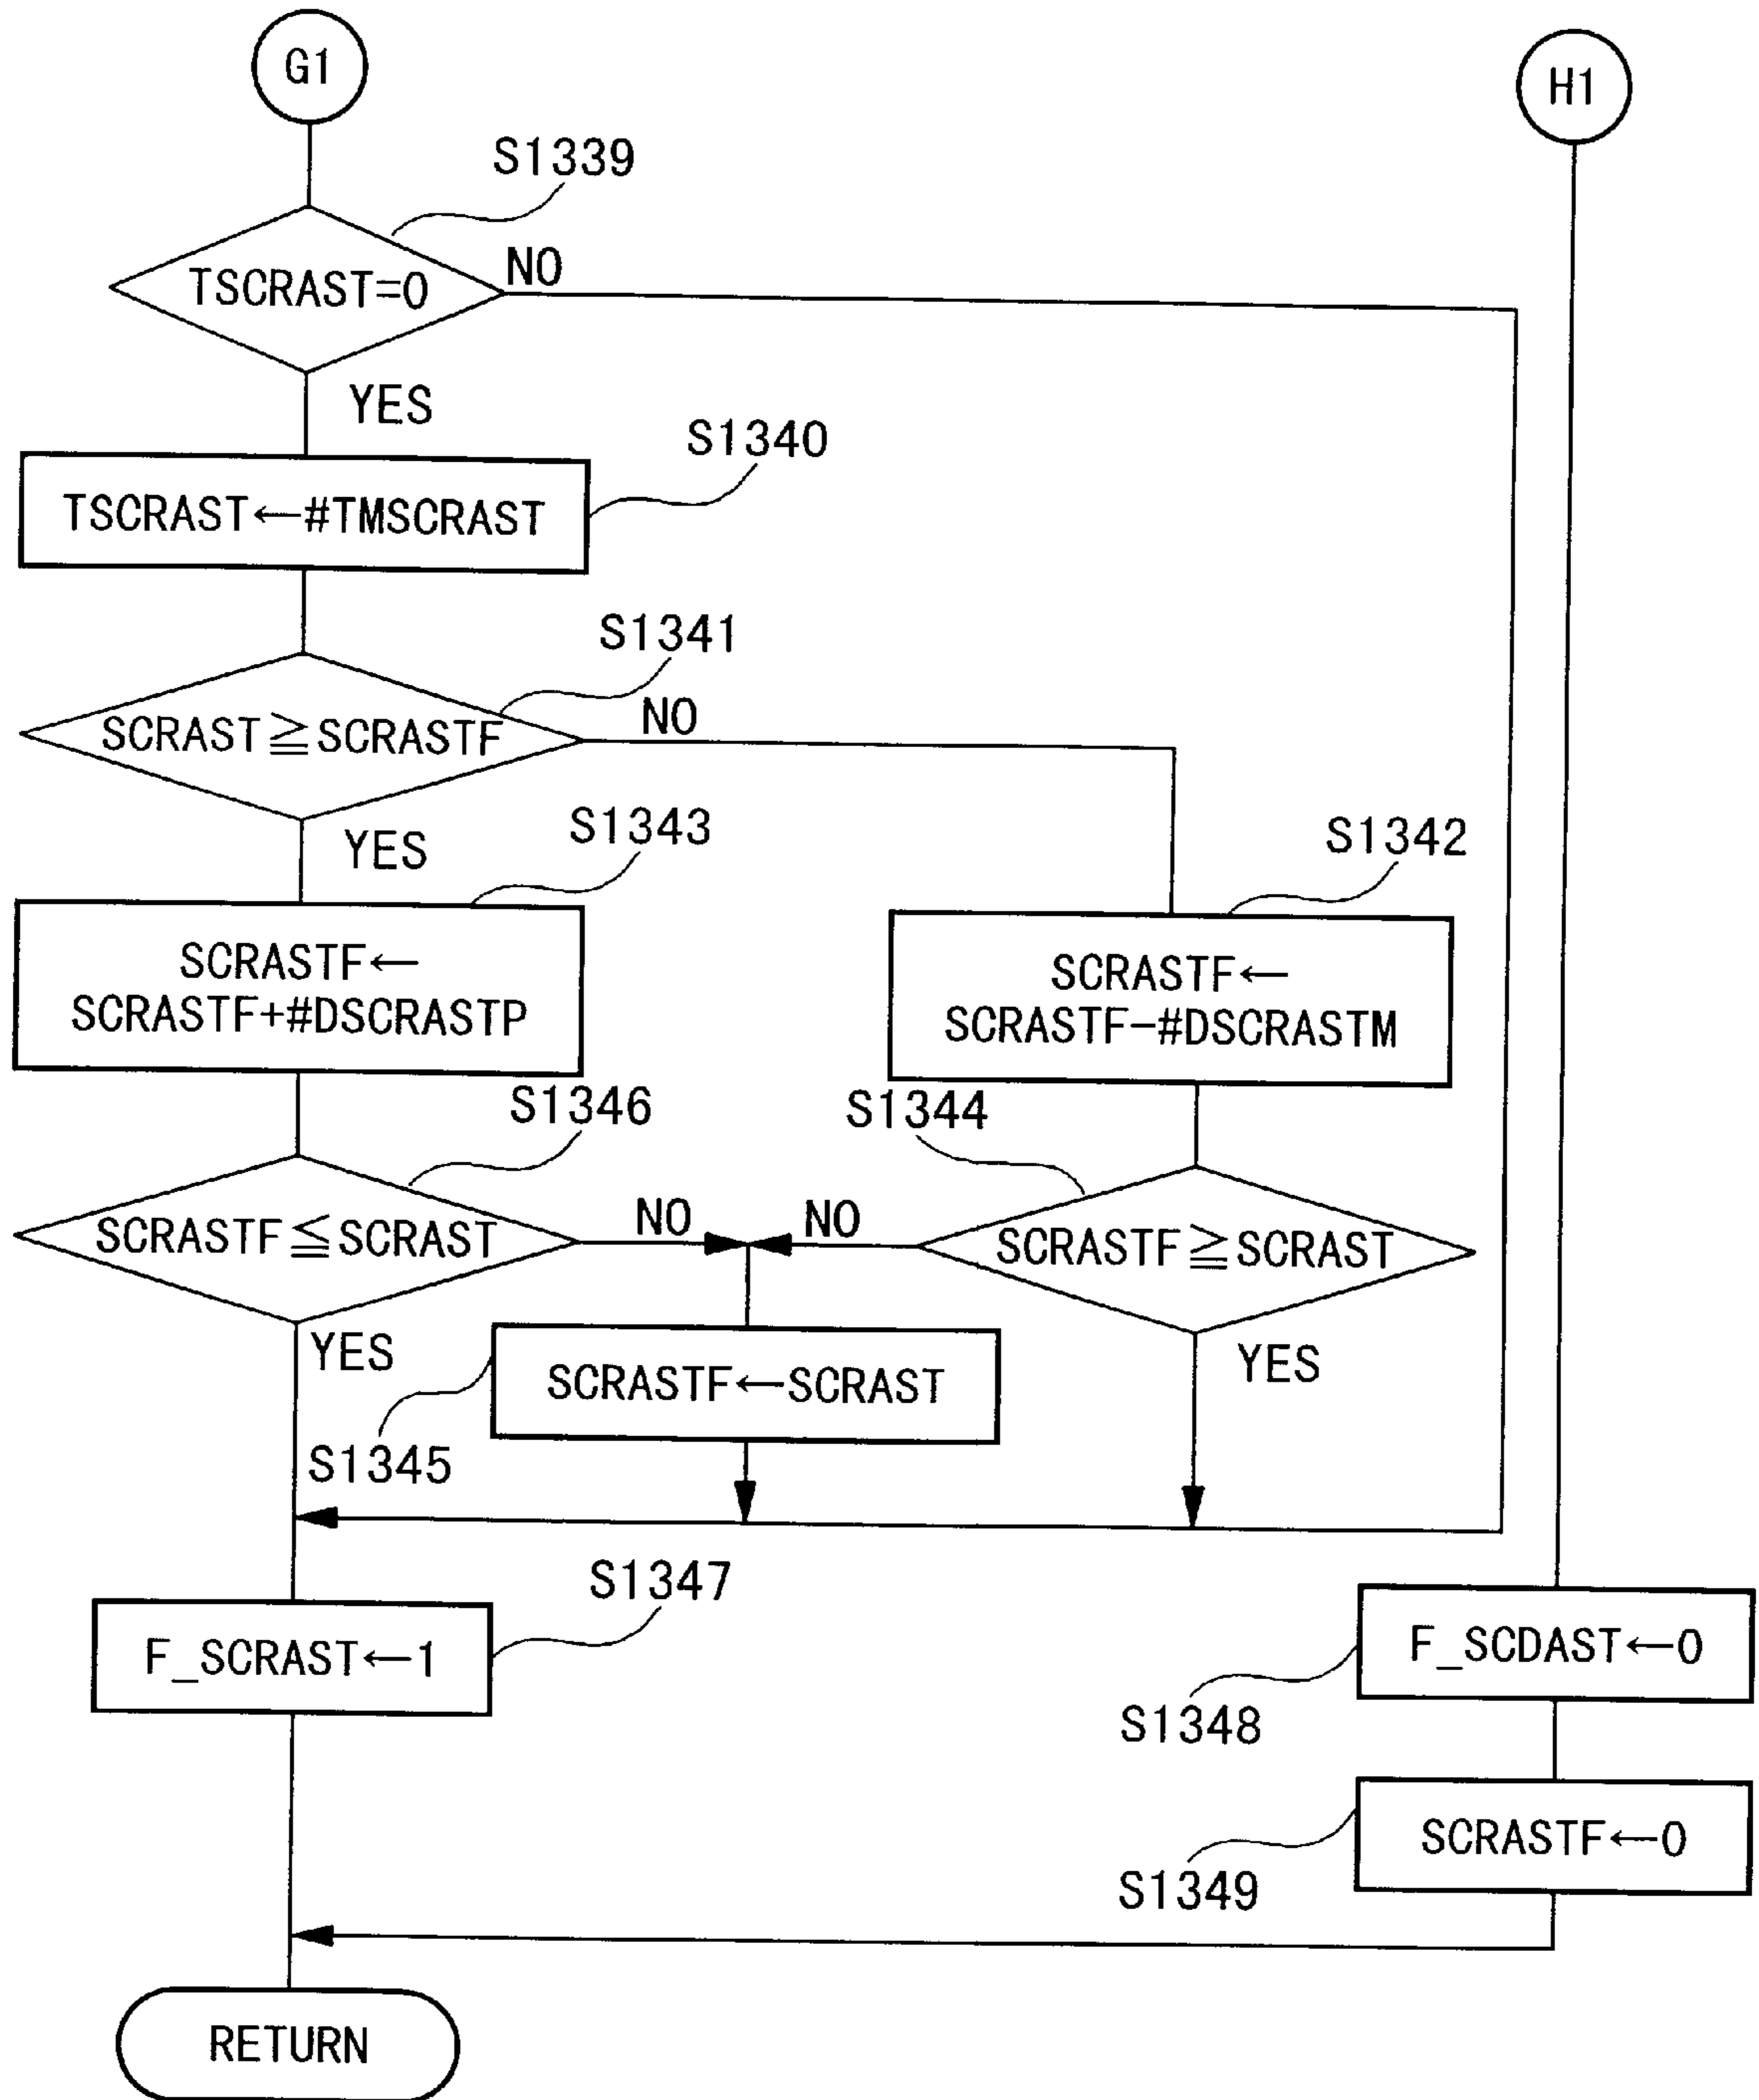 G1
H1
S1339
TSCRAST=0
NO
YES
S1340
TSCRAST←#TMSCRAST
S1341
SCRAST≧SCRASTF
NO
YES
S1343
S1342
SCRASTF←
SCRASTF+#DSCRASTP
SCRASTF←
SCRASTF-#DSCRASTM
S1346
S1344
SCRASTF≦SCRAST
NO
NO
SCRASTF≧SCRAST
YES
YES
SCRASTF←SCRAST
S1345
S1347
F_SCRAST←1
F_SCDAST←0
S1348
SCRASTF←0
S1349
RETURN